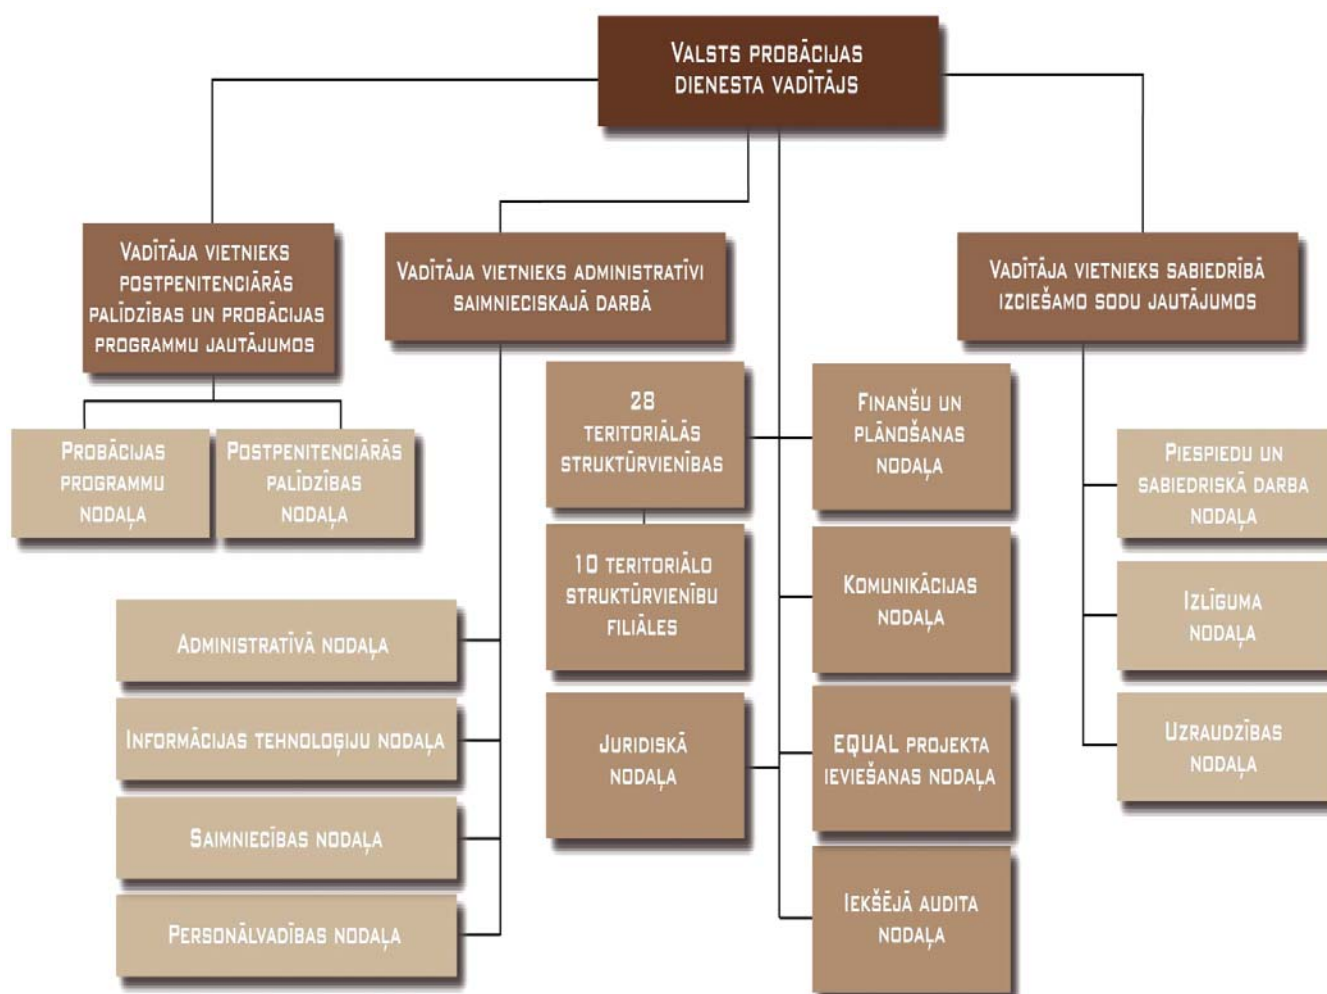 VALSTS PROBĀCIJAS
DIENESTA VADĪTĀJS
VADĪTĀJA VIETNIEKS
POSTPENITENCIĀRĀS
PALĪDZĪBAS UN PROBĀCIJAS
PROGRAMMU JAUTĀJUMOS
VADĪTĀJA VIETNIEKS ADMINISTRATĪVI
SAIMNIECISKAJĀ DARBĀ
VADĪTĀJA VIETNIEKS SABIEDRĪBĀ
IZCIEŠAMO SODU JAUTĀJUMOS
PROBĀCIJAS
PROGRAMMU
NODAĻA
POSTPENITENCIĀRĀS
PALĪDZĪBAS
NODAĻA
28
TERITORIĀLĀS
STRUKTŪRVIENĪBAS
FINANŠU UN
PLĀNOŠANAS
NODAĻA
PIESPIEDU UN
SABIEDRISKĀ DARBA
NODAĻA
10 TERITORIĀLO
STRUKTŪRVIENĪBU
FILIĀLES
KOMUNIKĀCIJAS
NODAĻA
IZLĪGUMA
NODAĻA
ADMINISTRATĪVĀ NODAĻA
INFORMĀCIJAS TEHNOLOĢIJU NODAĻA
JURIDISKĀ
NODAĻA
EQUAL PROJEKTA
IEVIEŠANAS NODAĻA
UZRAUDZĪBAS
NODAĻA
SAIMNIECĪBAS NODAĻA
PERSONĀLVADĪBAS NODAĻA
IEKŠĒJĀ AUDITA
NODAĻA